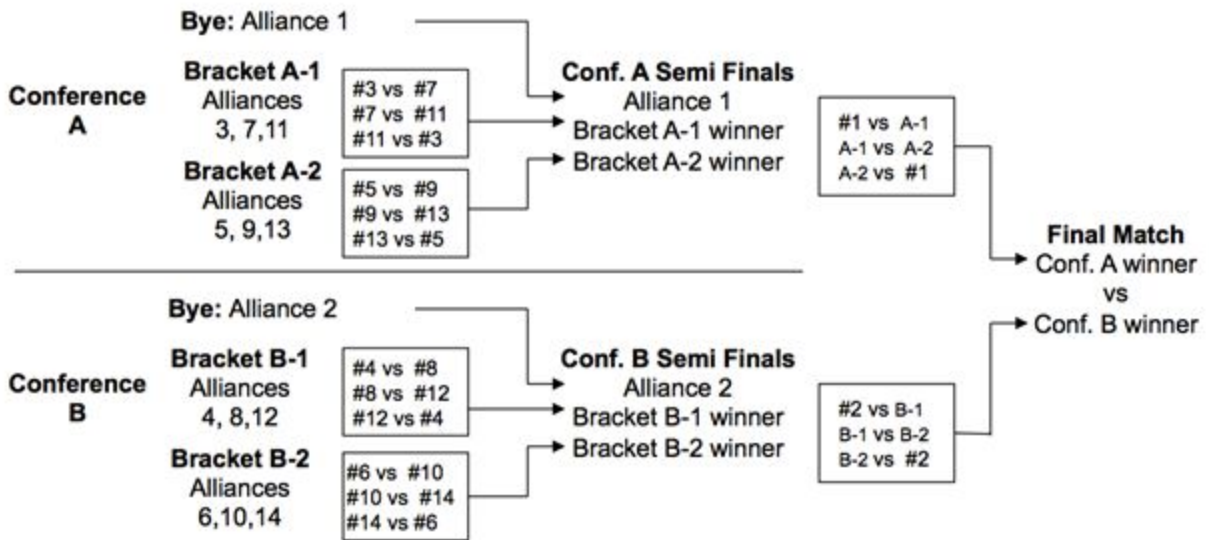 Bye: Alliance 1
Conference
A
Bracket A-1
Alliances
3, 7,11
#3 vs #7
#7 vs #11
#11 vs #3
Bracket A-2
Alliances
5, 9,13
#5 vs #9
#9 vs #13
#13 vs #5
Conf. A Semi Finals
Alliance 1
Bracket A-1 winner
Bracket A-2 winner
#1 vs A-1
A-1 vs A-2
A-2 vs #1
Bye: Alliance 2
Conference
B
Bracket B-1
Alliances
4, 8,12
#4 vs #8
#8 vs #12
#12 vs #4
Bracket B-2
Alliances
6,10,14
#6 vs #10
#10 vs #14
#14 vs #6
Conf. B Semi Finals
Alliance 2
Bracket B-1 winner
Bracket B-2 winner
#2 vs B-1
B-1 vs B-2
B-2 vs #2
Final Match
Conf. A winner
vs
Conf. B winner